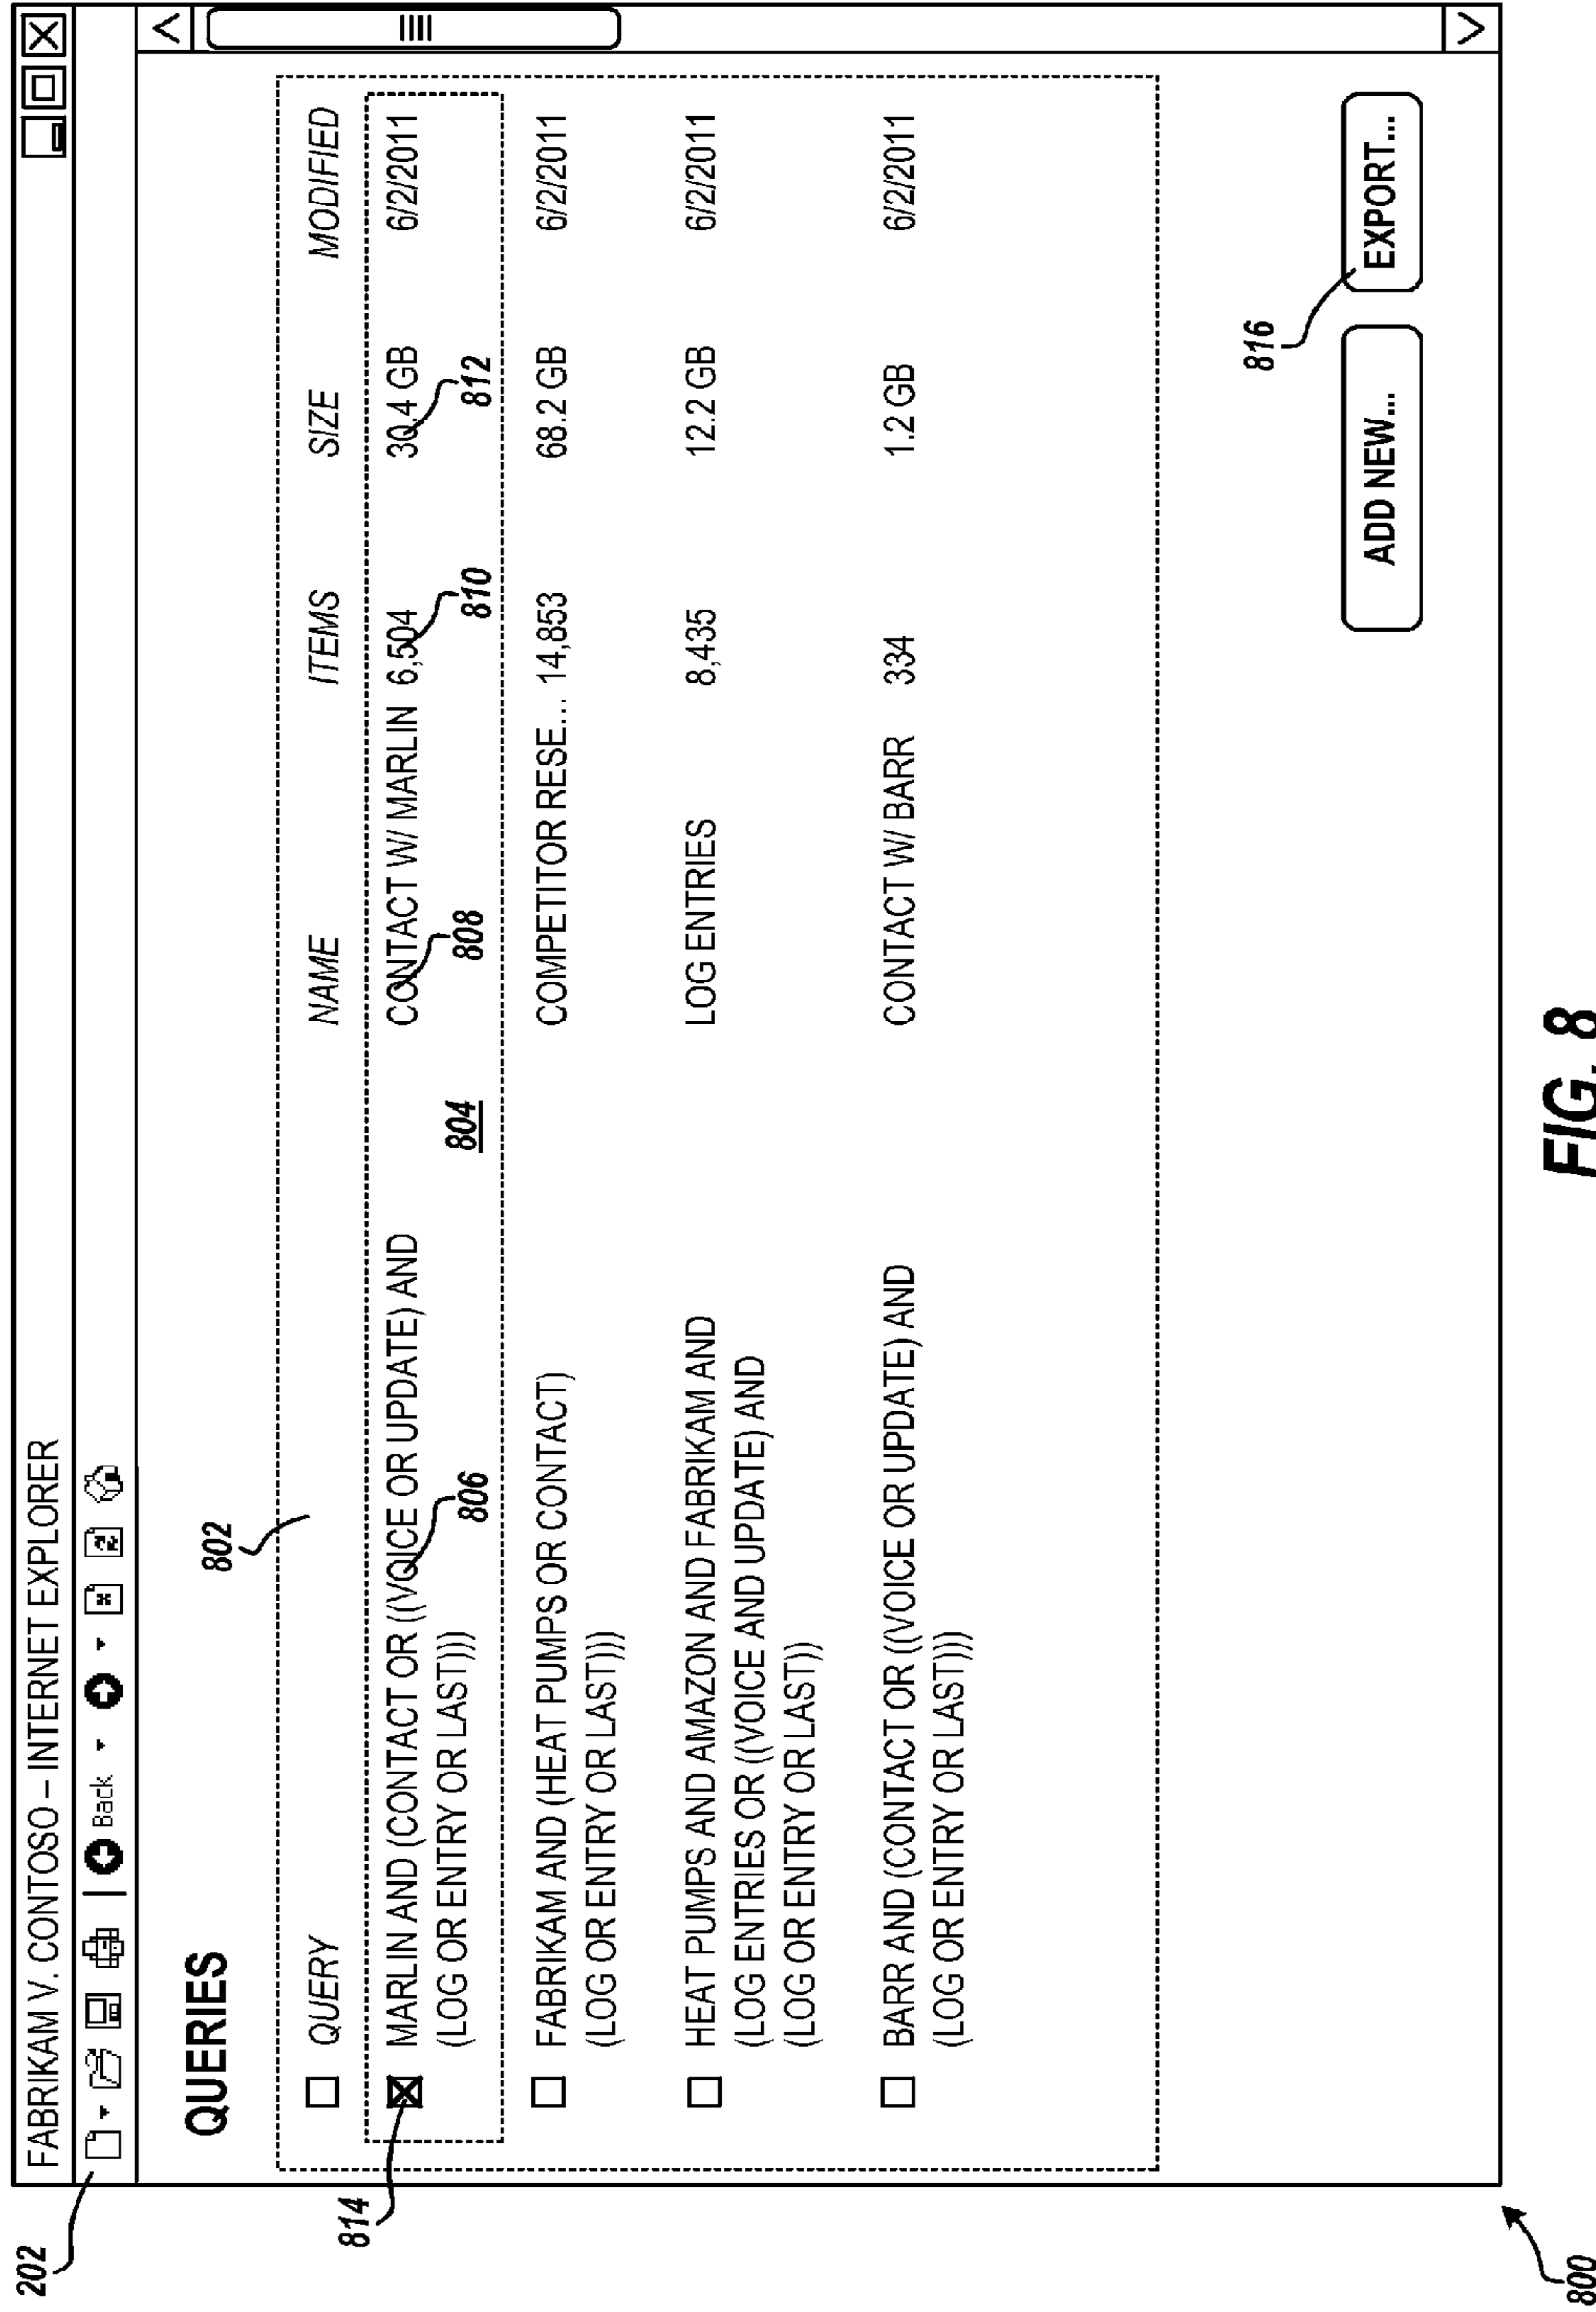 202
FABRIKAM V. CONTOSO – INTERNET EXPLORER
Back
QUERIES
802
QUERY NAME ITEMS SIZE MODIFIED
814
MARLIN AND (CONTACT OR ((VOICE OR UPDATE) AND CONTACT W/ MARLIN 6,504 30.4 GB 6/2/2011
(LOG OR ENTRY OR LAST)))
806 804 808 810 812
FABRIKAM AND (HEAT PUMPS OR CONTACT) COMPETITOR RESE... 14,853 68.2 GB 6/2/2011
(LOG OR ENTRY OR LAST)))
HEAT PUMPS AND AMAZON AND FABRIKAM AND LOG ENTRIES 8,435 12.2 GB 6/2/2011
(LOG ENTRIES OR ((VOICE AND UPDATE) AND
(LOG OR ENTRY OR LAST))
BARR AND (CONTACT OR ((VOICE OR UPDATE) AND CONTACT W/ BARR 334 1.2 GB 6/2/2011
(LOG OR ENTRY OR LAST)))
816
ADD NEW... EXPORT...
800
FIG. 8